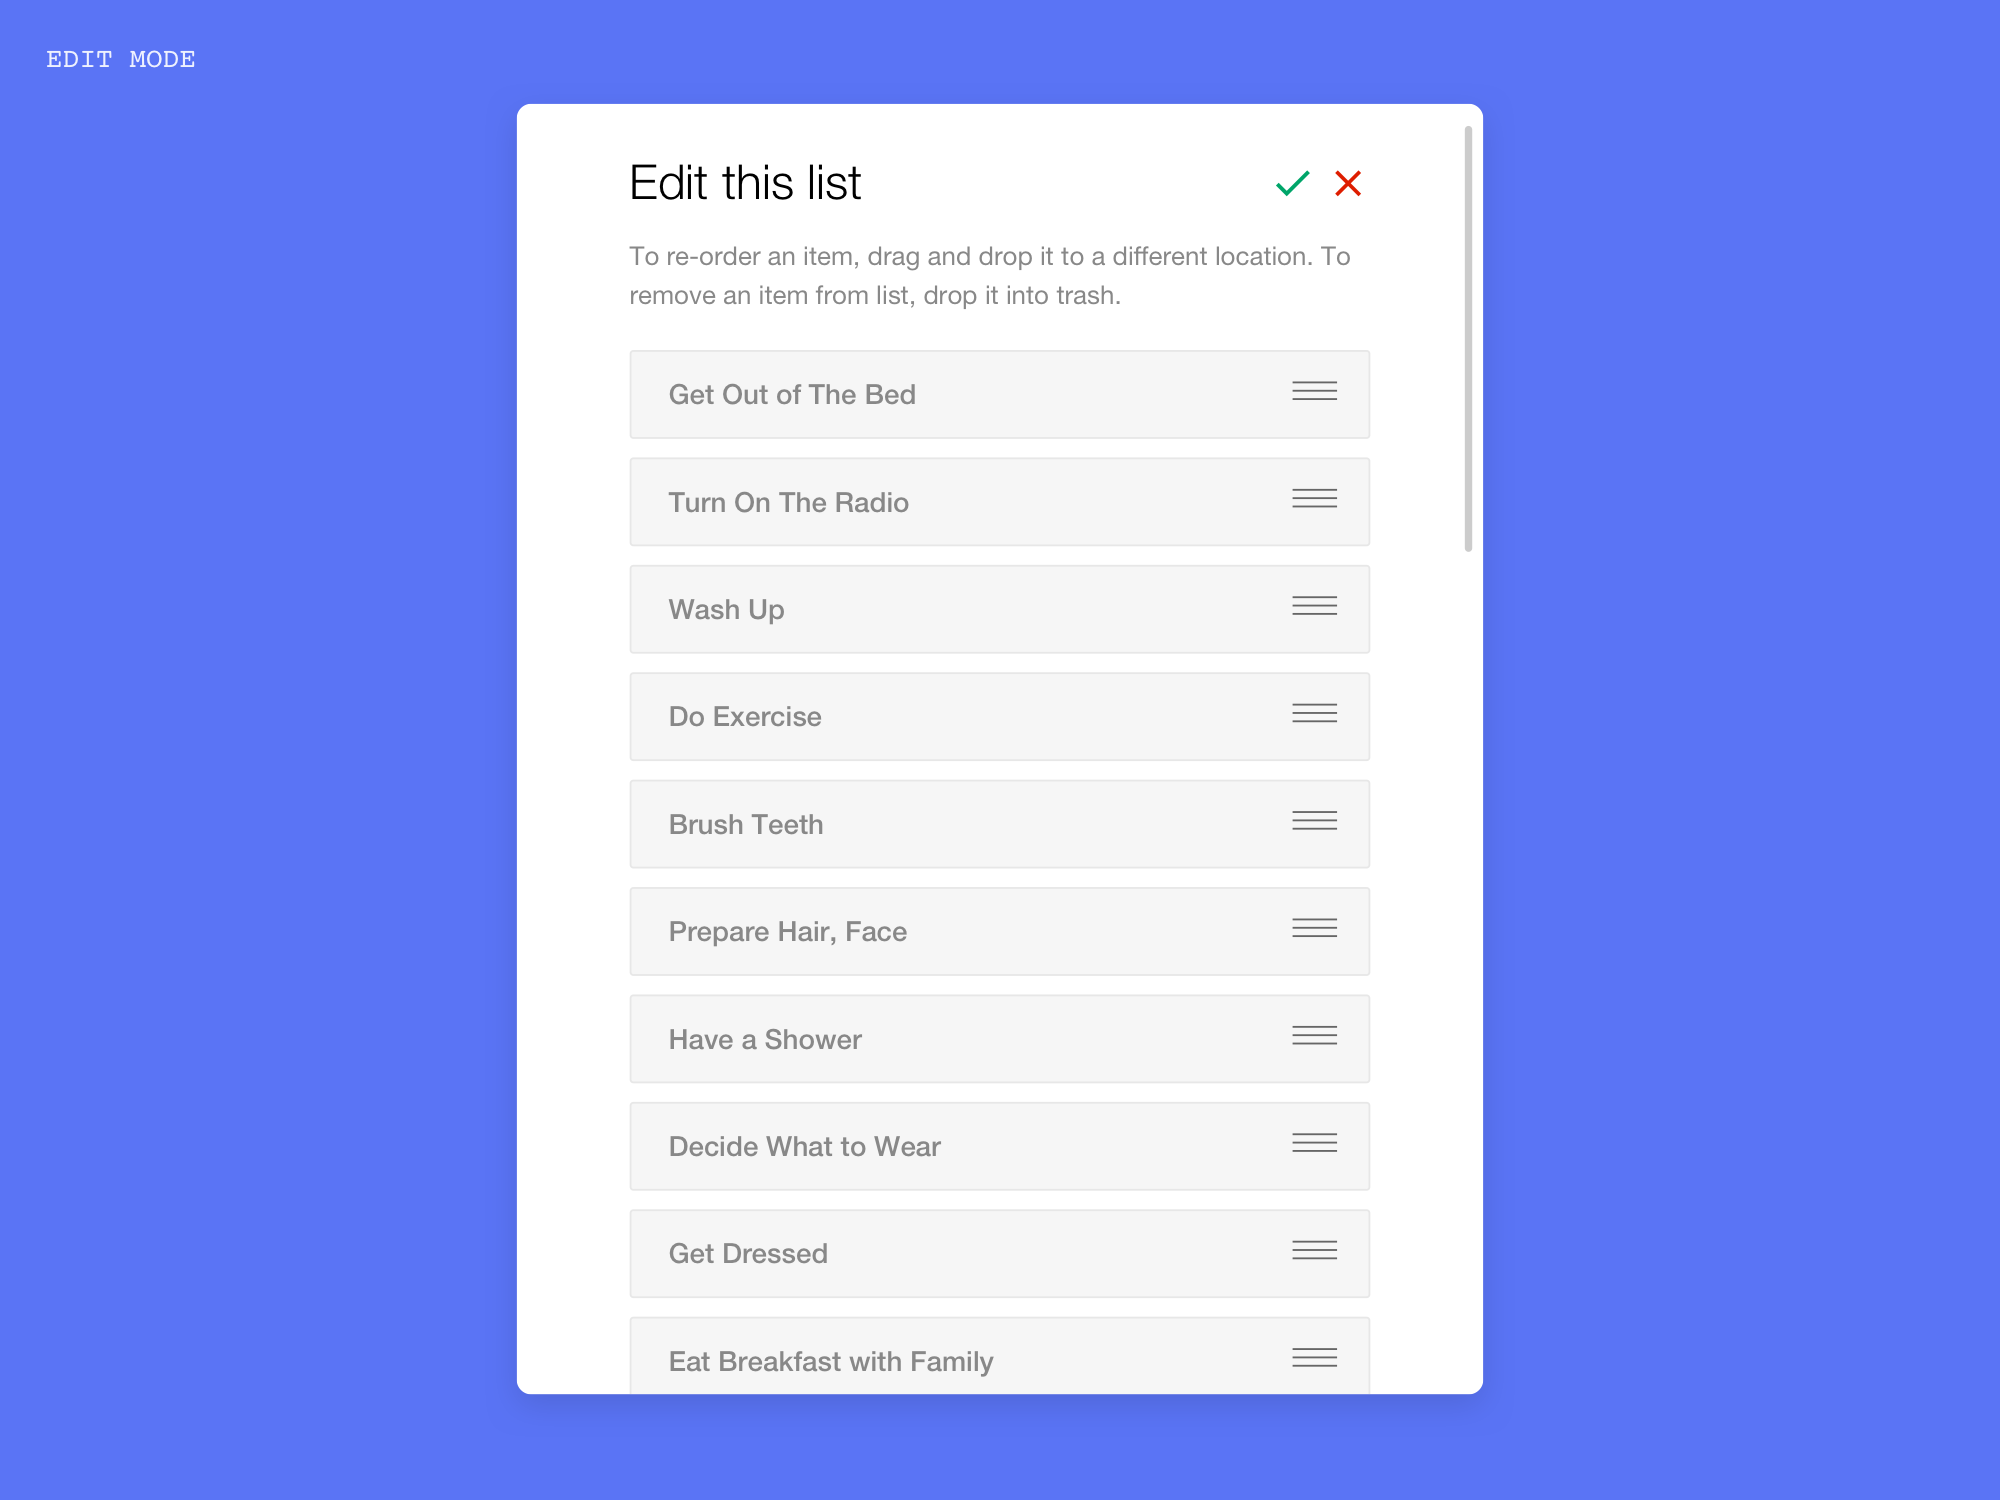 EDIT MODE
Edit this list
To re-order an item, drag and drop it to a different location. To
remove an item from list, drop it into trash.
Get Out of The Bed
Turn On The Radio
Wash Up
Do Exercise
Brush Teeth
Prepare Hair, Face
Have a Shower
Decide What to Wear
Get Dressed
Eat Breakfast with Family